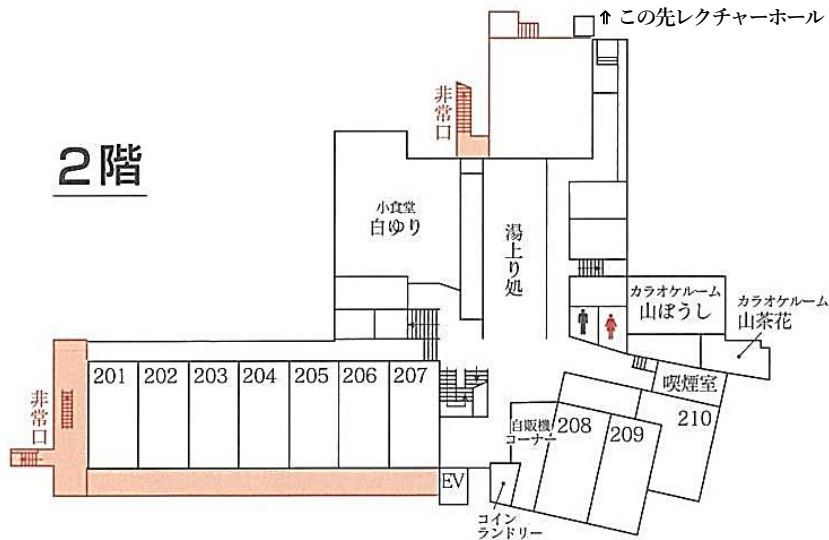 ⇑ この先レクチャーホール
非常口
2階
小食堂
白ゆり
湯上り処
カラオケルーム
山ぼうし
カラオケルーム
山茶花
201 202 203 204 205 206 207
喫煙室
非常口
自販機
コーナー
208
209
210
EV
コイン
ランドリー